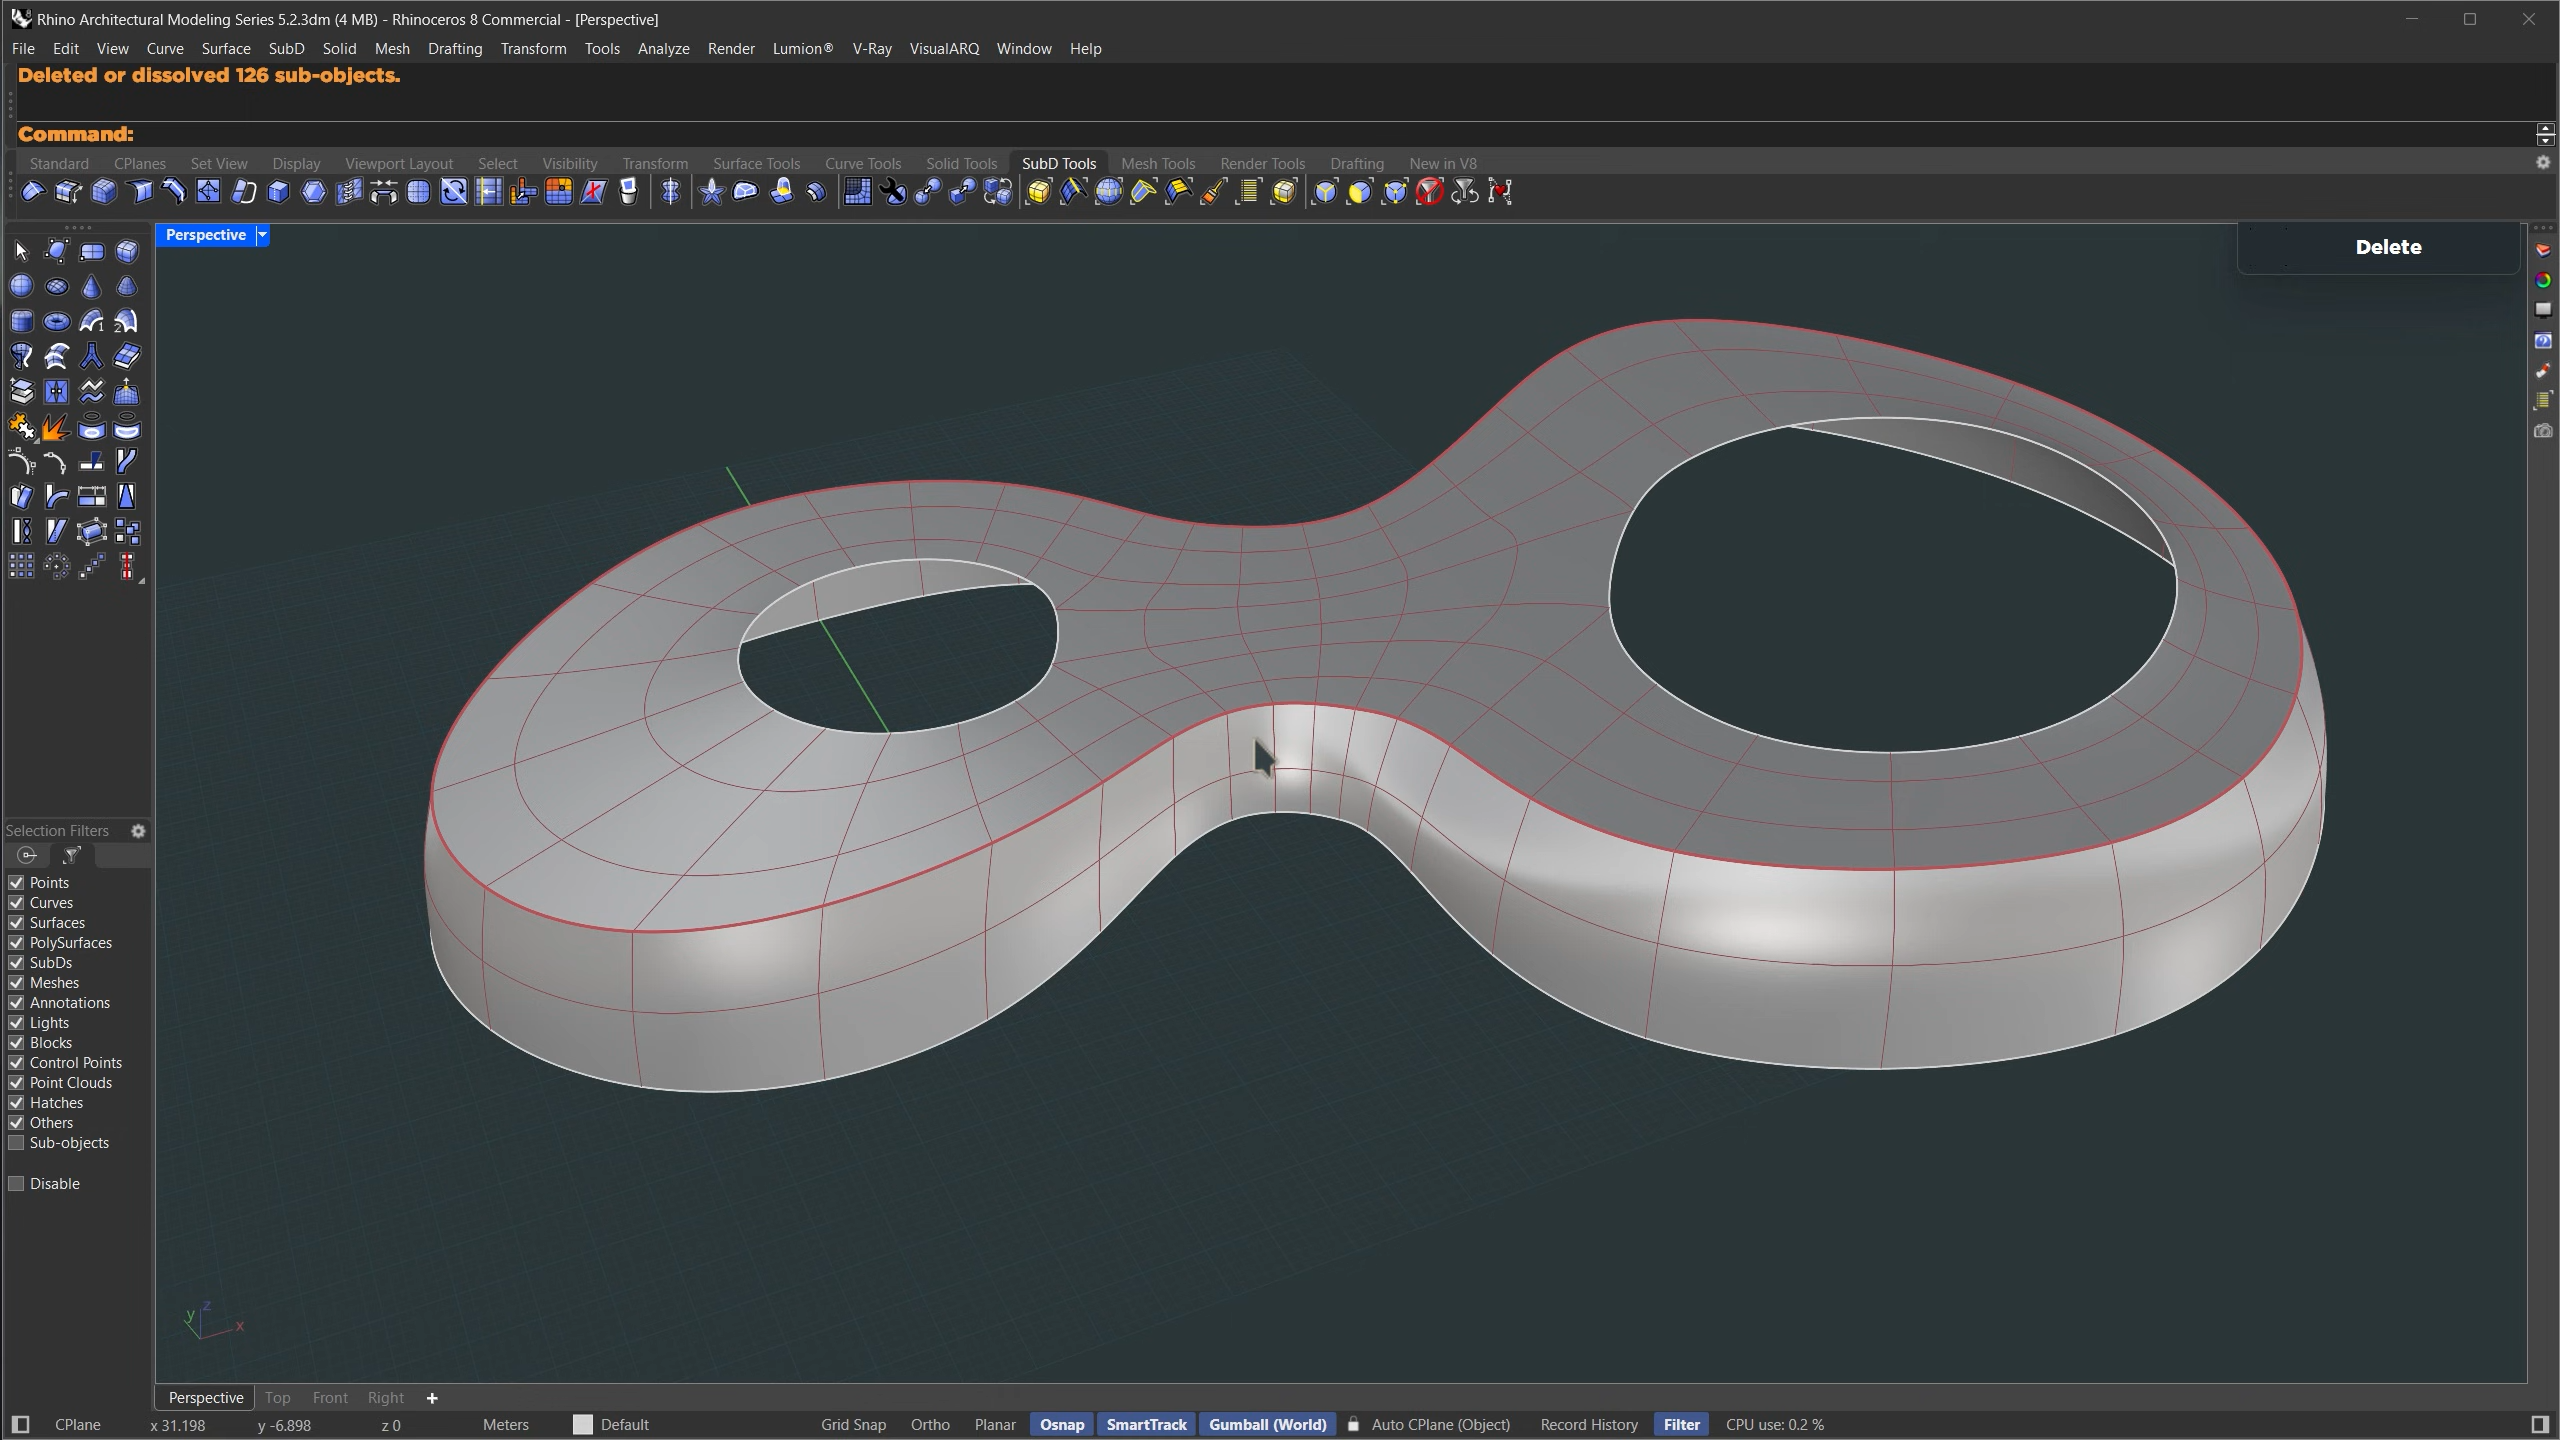 Rhino Architectural Modeling Series 5.2.3dm (4 MB) - Rhinoceros 8 Commercial - [Perspective]
File Edit View Curve Surface SubD Solid Mesh Drafting Transform Tools Analyze Render Lumion® V-Ray VisualARQ Window Help
Deleted or dissolved 126 sub-objects.
Command:
Standard CPlanes Set View Display Viewport Layout Select Visibility Transform Surface Tools Curve Tools Solid Tools SubD Tools Mesh Tools Render Tools Drafting New in V8
Perspective
Delete
1
2
Selection Filters
Points
Curves
Surfaces
PolySurfaces
SubDs
Meshes
Annotations
Lights
Blocks
Control Points
Point Clouds
Hatches
Others
Sub-objects
Disable
z
y
x
Perspective Top Front Right +
CPlane x 31.198 y -6.898 z 0 Meters Default Grid Snap Ortho Planar Osnap SmartTrack Gumball (World) Auto CPlane (Object) Record History Filter CPU use: 0.2 %